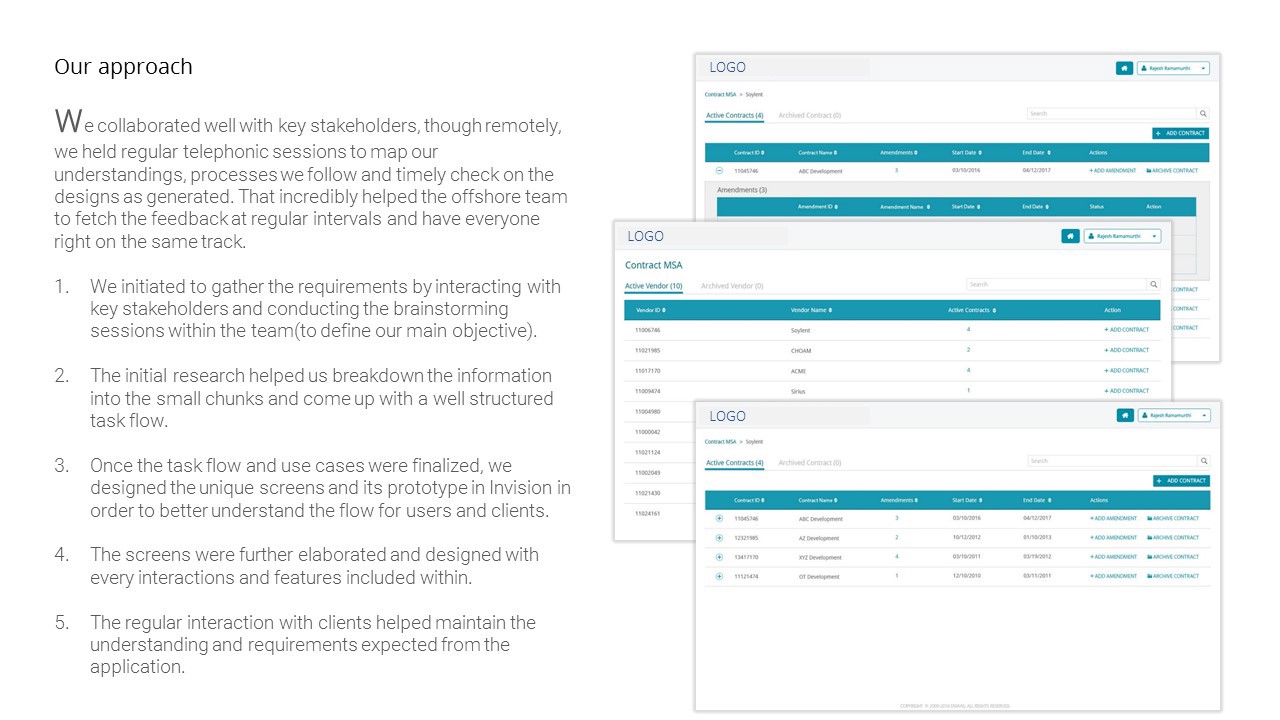 Our approach
We collaborated well with key stakeholders, though remotely,
we held regular telephonic sessions to map our
understandings, processes we follow and timely check on the
designs as generated. That incredibly helped the offshore team
to fetch the feedback at regular intervals and have everyone
right on the same track.
1. We initiated to gather the requirements by interacting with
key stakeholders and conducting the brainstorming
sessions within the team(to define our main objective).
2. The initial research helped us breakdown the information
into the small chunks and come up with a well structured
task flow.
3. Once the task flow and use cases were finalized, we
designed the unique screens and its prototype in Invision in
order to better understand the flow for users and clients.
4. The screens were further elaborated and designed with
every interactions and features included within.
5. The regular interaction with clients helped maintain the
understanding and requirements expected from the
application.
LOGO
Rajesh Ramamurthi
Contract MSA > Soylent
Active Contracts (4) Archived Contract (0) Search
+ ADD CONTRACT
Contract ID Contract Name Amendments Start Date End Date Actions
11045746 ABC Development 3 03/10/2016 04/12/2017 + ADD AMENDMENT ARCHIVE CONTRACT
Amendments (3)
Amendment ID Amendment Name Start Date End Date Status Action
CONTRACT
CONTRACT
CONTRACT
LOGO
Rajesh Ramamurthi
Contract MSA
Active Vendor (10) Archived Vendor (0) Search
Vendor ID Vendor Name Active Contracts Action
11006746 Soylent 4 + ADD CONTRACT
11021985 CHOAM 2 + ADD CONTRACT
11017170 ACME 4 + ADD CONTRACT
11009474 Sirius 1 + ADD CONTRACT
11004980
11000042
11021124
11002049
11021430
11024161
LOGO
Rajesh Ramamurthi
Contract MSA > Soylent
Active Contracts (4) Archived Contract (0) Search
+ ADD CONTRACT
Contract ID Contract Name Amendments Start Date End Date Actions
11045746 ABC Development 3 03/10/2016 04/12/2017 + ADD AMENDMENT ARCHIVE CONTRACT
12321985 AZ Development 2 10/12/2012 01/10/2013 + ADD AMENDMENT ARCHIVE CONTRACT
13417170 XYZ Development 4 03/10/2011 03/19/2012 + ADD AMENDMENT ARCHIVE CONTRACT
11121474 OT Development 1 12/10/2010 03/11/2011 + ADD AMENDMENT ARCHIVE CONTRACT
ALL RIGHTS RESERVED.